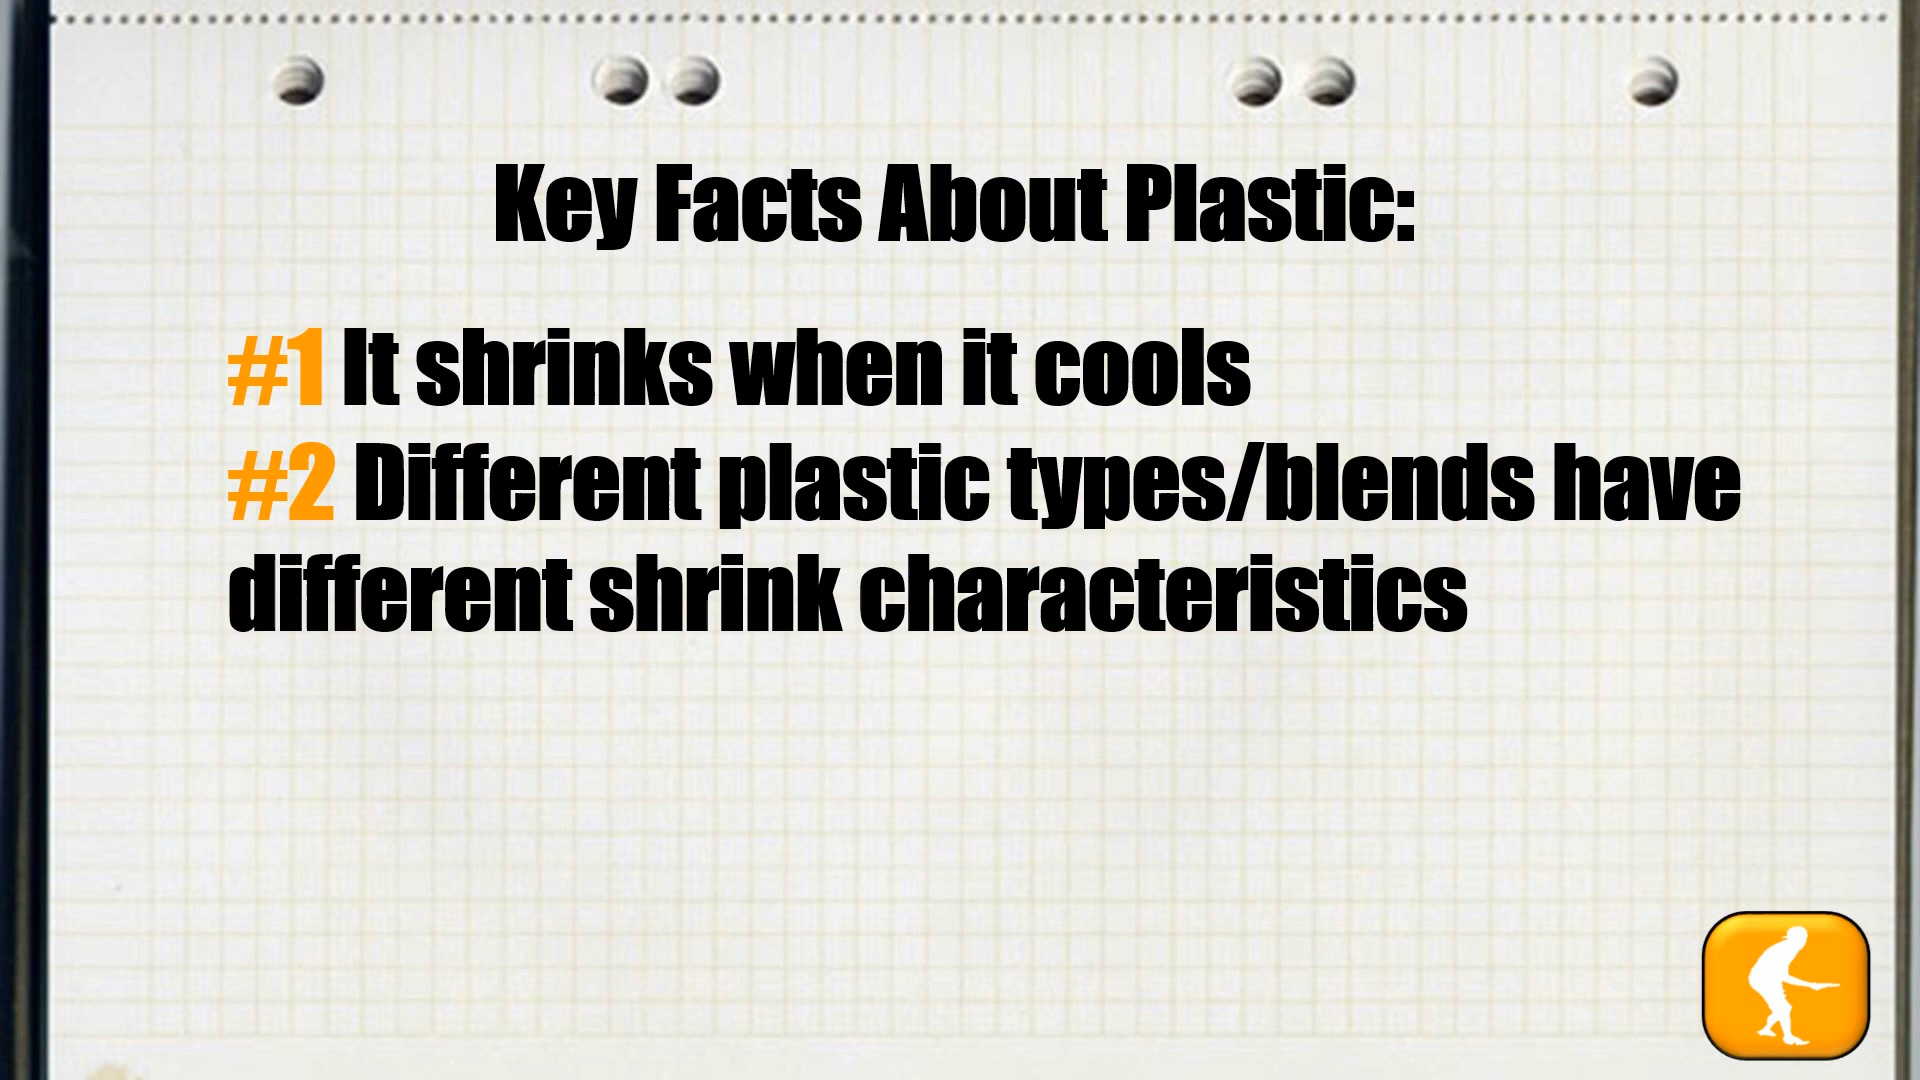 Key Facts About Plastic:
#1 It shrinks when it cools
#2 Different plastic types/blends have
different shrink characteristics